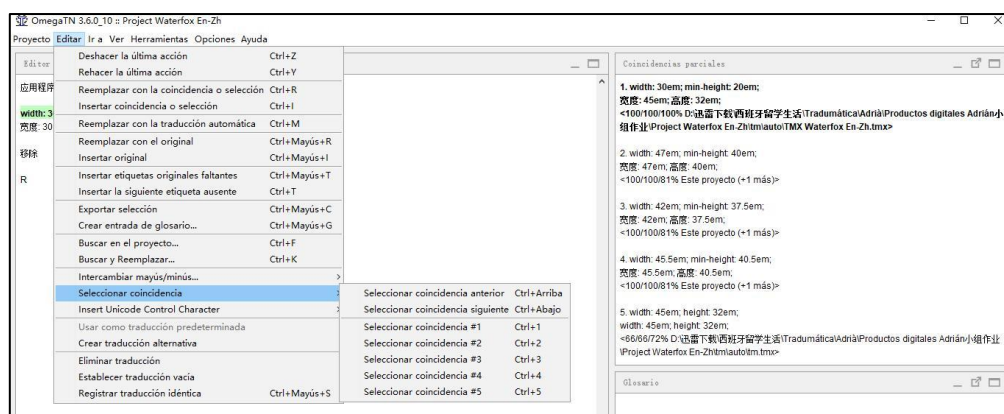 OmegaTN 3.6.0_10 :: Project Waterfox En-Zh
Proyecto Editar Ir a Ver Herramientas Opciones Ayuda
Editor
应用程序
width: 3
宽度: 30
移除
R
Deshacer la última acción Ctrl+Z
Rehacer la última acción Ctrl+Y
Reemplazar con la coincidencia o selección Ctrl+R
Insertar coincidencia o selección Ctrl+I
Reemplazar con la traducción automática Ctrl+M
Reemplazar con el original Ctrl+Mayús+R
Insertar original Ctrl+Mayús+I
Insertar etiquetas originales faltantes Ctrl+Mayús+T
Insertar la siguiente etiqueta ausente Ctrl+T
Exportar selección Ctrl+Mayús+C
Crear entrada de glosario... Ctrl+Mayús+G
Buscar en el proyecto... Ctrl+F
Buscar y Reemplazar... Ctrl+K
Intercambiar mayús/minús...
Seleccionar coincidencia
Insert Unicode Control Character
Usar como traducción predeterminada
Crear traducción alternativa
Eliminar traducción
Establecer traducción vacía
Registrar traducción idéntica Ctrl+Mayús+S
Seleccionar coincidencia anterior Ctrl+Arriba
Seleccionar coincidencia siguiente Ctrl+Abajo
Seleccionar coincidencia #1 Ctrl+1
Seleccionar coincidencia #2 Ctrl+2
Seleccionar coincidencia #3 Ctrl+3
Seleccionar coincidencia #4 Ctrl+4
Seleccionar coincidencia #5 Ctrl+5
Coincidencias parciales
1. width: 30em; min-height: 20em;
宽度: 45em; 高度: 32em;
<100/100/100% D:\迅雷下载\西班牙留学生活\Tradumática\Adrià\Productos digitales Adrián\小
组作业\Project Waterfox En-Zh\tm\auto\TMX Waterfox En-Zh.tmx>
2. width: 47em; min-height: 40em;
宽度: 47em; 高度: 40em;
<100/100/81% Este proyecto (+1 más)>
3. width: 42em; min-height: 37.5em;
宽度: 42em; 高度: 37.5em;
<100/100/81% Este proyecto (+1 más)>
4. width: 45.5em; min-height: 40.5em;
宽度: 45.5em; 高度: 40.5em;
<100/100/81% Este proyecto (+1 más)>
5. width: 45em; height: 32em;
width: 45em; height: 32em;
<66/66/72% D:\迅雷下载\西班牙留学生活\Tradumática\Adrià\Productos digitales Adrián\小组作业
\Project Waterfox En-Zh\tm\auto\tm.tmx>
Glosario